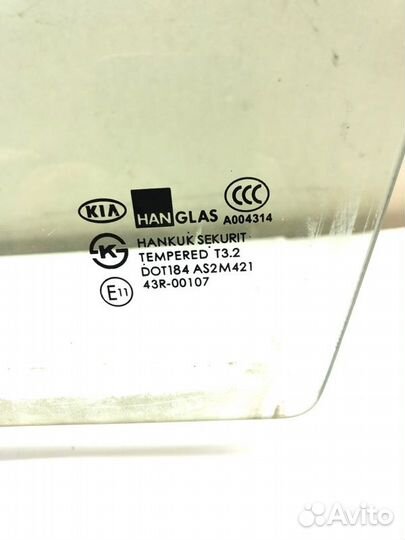 KIA HANGLAS CCC
A004314
HANKUK SEKURIT
TEMPERED T3.2
DOT184 AS2M421
E11 43R-00107
Avito